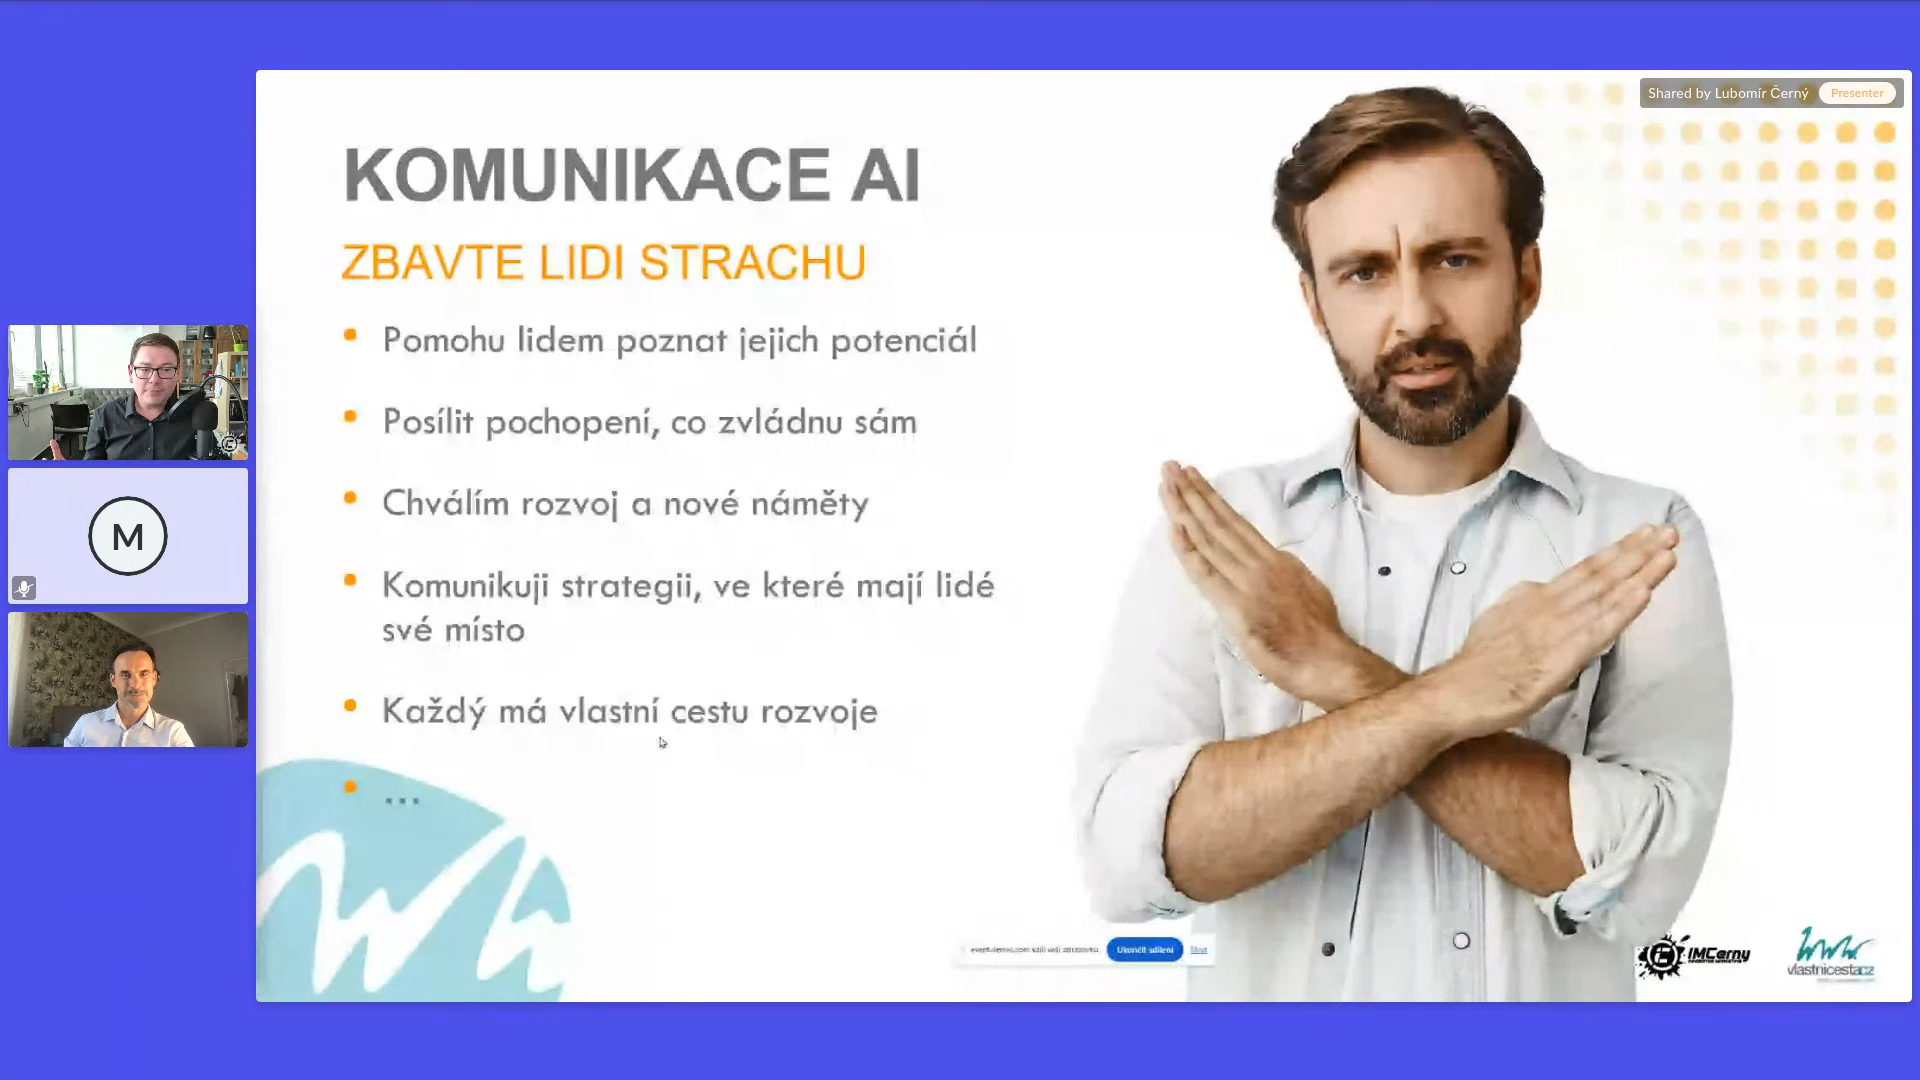 Shared by Lubomír Černý Presenter
KOMUNIKACE AI
ZBAVTE LIDI STRACHU
• Pomohu lidem poznat jejich potenciál
• Posílit pochopení, co zvládnu sám
• Chválím rozvoj a nové náměty
• Komunikuji strategii, ve které mají lidé
své místo
• Každý má vlastní cestu rozvoje
• ...
M
Ukončit sdílení
IMCerny
vlastnicesta.cz